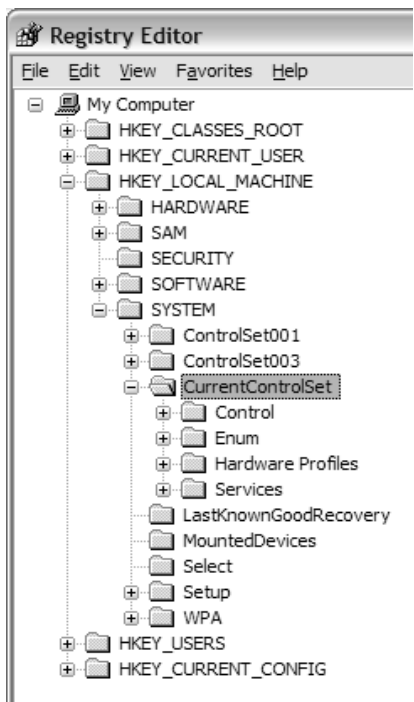 Registry Editor
File Edit View Favorites Help
My Computer
HKEY_CLASSES_ROOT
HKEY_CURRENT_USER
HKEY_LOCAL_MACHINE
HARDWARE
SAM
SECURITY
SOFTWARE
SYSTEM
ControlSet001
ControlSet003
CurrentControlSet
Control
Enum
Hardware Profiles
Services
LastKnownGoodRecovery
MountedDevices
Select
Setup
WPA
HKEY_USERS
HKEY_CURRENT_CONFIG